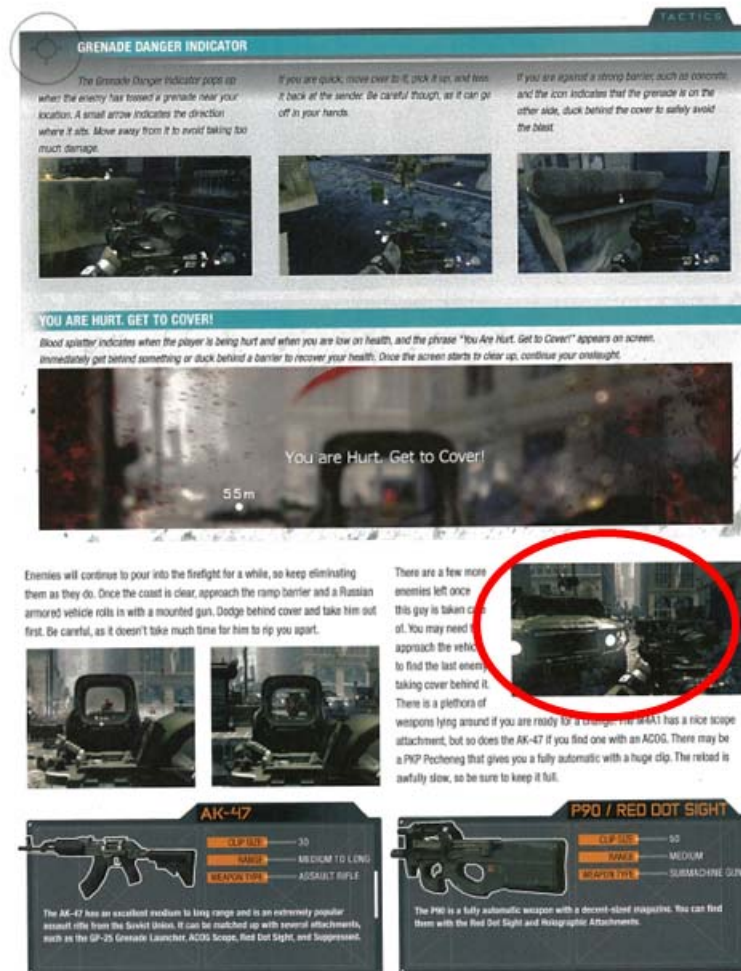 TACTICS
GRENADE DANGER INDICATOR
The Grenade Danger Indicator pops up
when the enemy has tossed a grenade near your
location. A small arrow indicates the direction
where it sits. Move away from it to avoid taking too
much damage.
If you are quick, move over to it, pick it up, and toss
it back at the sender. Be careful though, as it can go
off in your hands.
If you are against a strong barrier, such as concrete,
and the icon indicates that the grenade is on the
other side, duck behind the cover to safely avoid
the blast.
YOU ARE HURT. GET TO COVER!
Blood splatter indicates when the player is being hurt and when you are low on health, and the phrase "You Are Hurt. Get to Cover!" appears on screen.
Immediately get behind something or duck behind a barrier to recover your health. Once the screen starts to clear up, continue your onslaught.
You are Hurt. Get to Cover!
55m
Enemies will continue to pour into the firefight for a while, so keep eliminating
them as they do. Once the coast is clear, approach the ramp barrier and a Russian
armored vehicle rolls in with a mounted gun. Dodge behind cover and take him out
first. Be careful, as it doesn't take much time for him to rip you apart.
There are a few more
enemies left once
this guy is taken
of. You may need
approach the
to find the last enemy
taking cover behind it.
There is a plethora of
weapons lying around if you are ready for a change. The M4A1 has a nice scope
attachment, but so does the AK-47 if you find one with an ACOG. There may be
a PKP Pecheneg that gives you a fully automatic with a huge clip. The reload is
awfully slow, so be sure to keep it full.
AK-47
CLIP SIZE 30
RANGE MEDIUM TO LONG
WEAPON TYPE ASSAULT RIFLE
The AK-47 has an excellent medium to long range and is an extremely popular
assault rifle from the Soviet Union. It can be matched up with several attachments,
such as the GP-25 Grenade Launcher, ACOG Scope, Red Dot Sight, and Suppressed.
P90 / RED DOT SIGHT
CLIP SIZE 50
RANGE MEDIUM
WEAPON TYPE SUBMACHINE GUN
The P90 is a fully automatic weapon with a decent-sized magazine. You can find
them with the Red Dot Sight and Holographic Attachments.